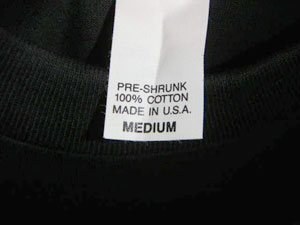 PRE-SHRUNK
100% COTTON
MADE IN U.S.A.
MEDIUM